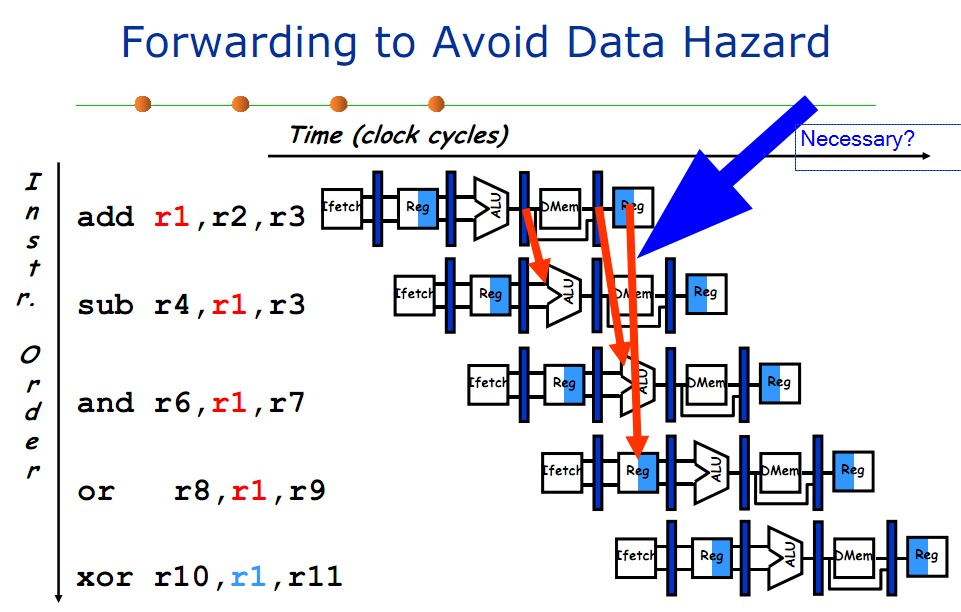 Forwarding to Avoid Data Hazard
Time (clock cycles)
Necessary?
Instr. Order
add r1,r2,r3
Ifetch Reg ALU DMem Reg
sub r4,r1,r3
Ifetch Reg ALU DMem Reg
and r6,r1,r7
Ifetch Reg ALU DMem Reg
or r8,r1,r9
Ifetch Reg ALU DMem Reg
xor r10,r1,r11
Ifetch Reg ALU DMem Reg